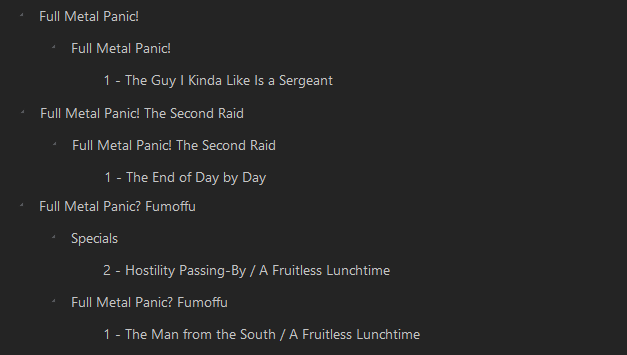 Full Metal Panic!
Full Metal Panic!
1 - The Guy I Kinda Like Is a Sergeant
Full Metal Panic! The Second Raid
Full Metal Panic! The Second Raid
1 - The End of Day by Day
Full Metal Panic? Fumoffu
Specials
2 - Hostility Passing-By / A Fruitless Lunchtime
Full Metal Panic? Fumoffu
1 - The Man from the South / A Fruitless Lunchtime